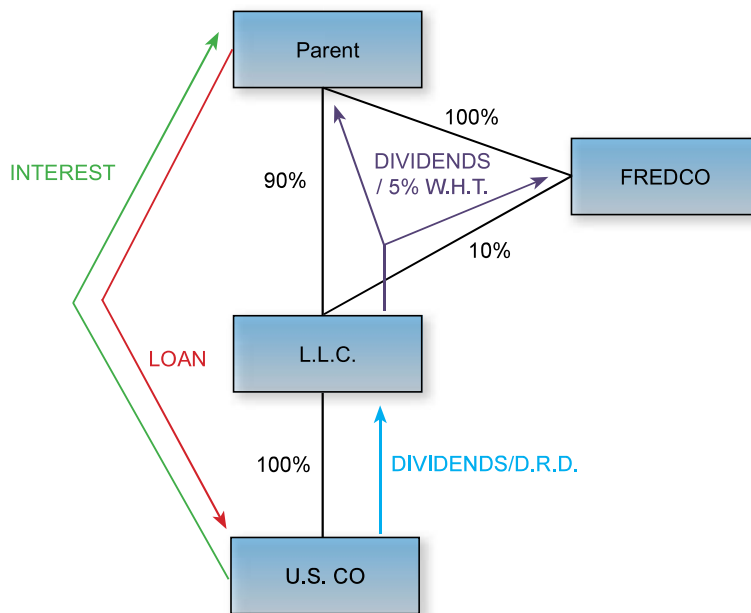 Parent
100%
INTEREST
90%
DIVIDENDS
/ 5% W.H.T.
FREDCO
10%
L.L.C.
LOAN
100%
DIVIDENDS/D.R.D.
U.S. CO